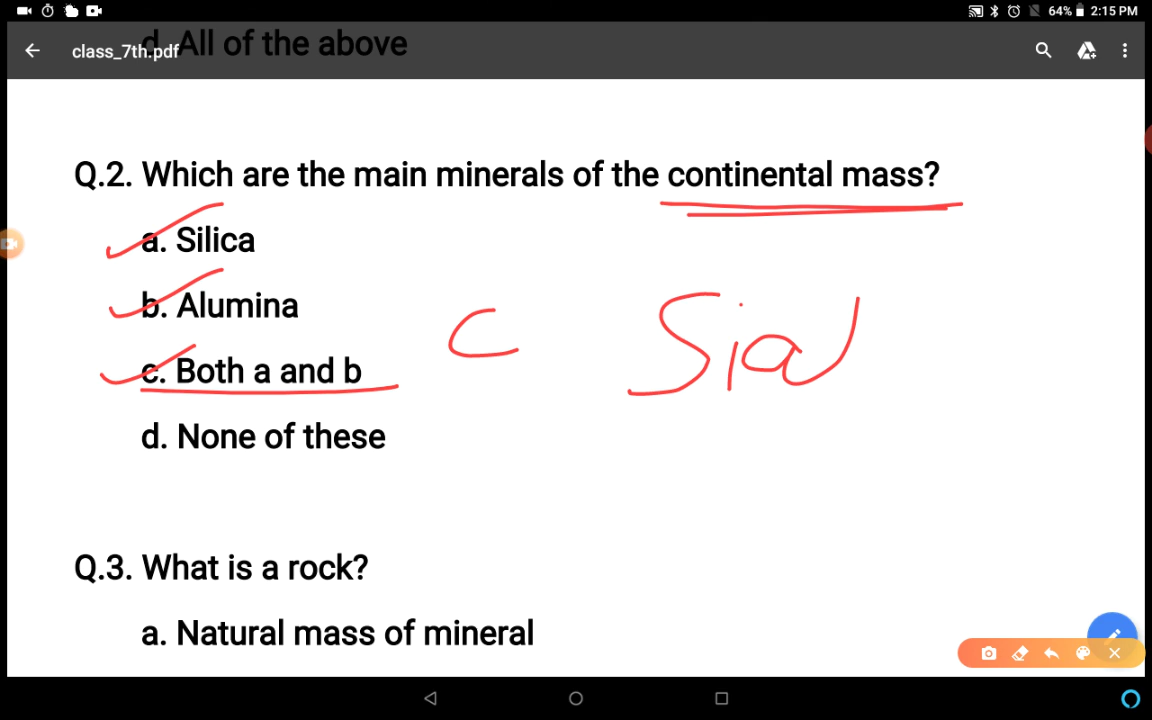 64% 2:15 PM
d. All of the above
class_7th.pdf
Q.2. Which are the main minerals of the continental mass?
a. Silica
b. Alumina
c. Both a and b
d. None of these
C
Sial
Q.3. What is a rock?
a. Natural mass of mineral